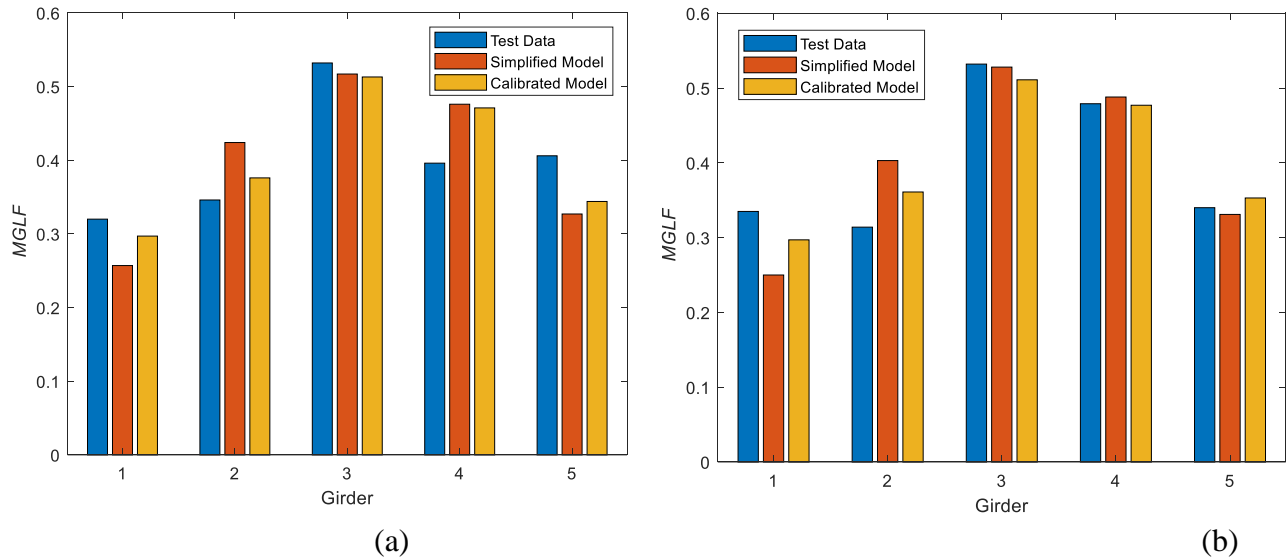 0.6
0.5
0.4
0.3
0.2
0.1
0
MGLF
Test Data
Simplified Model
Calibrated Model
1 2 3 4 5
Girder
(a)
0.6
0.5
0.4
0.3
0.2
0.1
0
MGLF
Test Data
Simplified Model
Calibrated Model
1 2 3 4 5
Girder
(b)